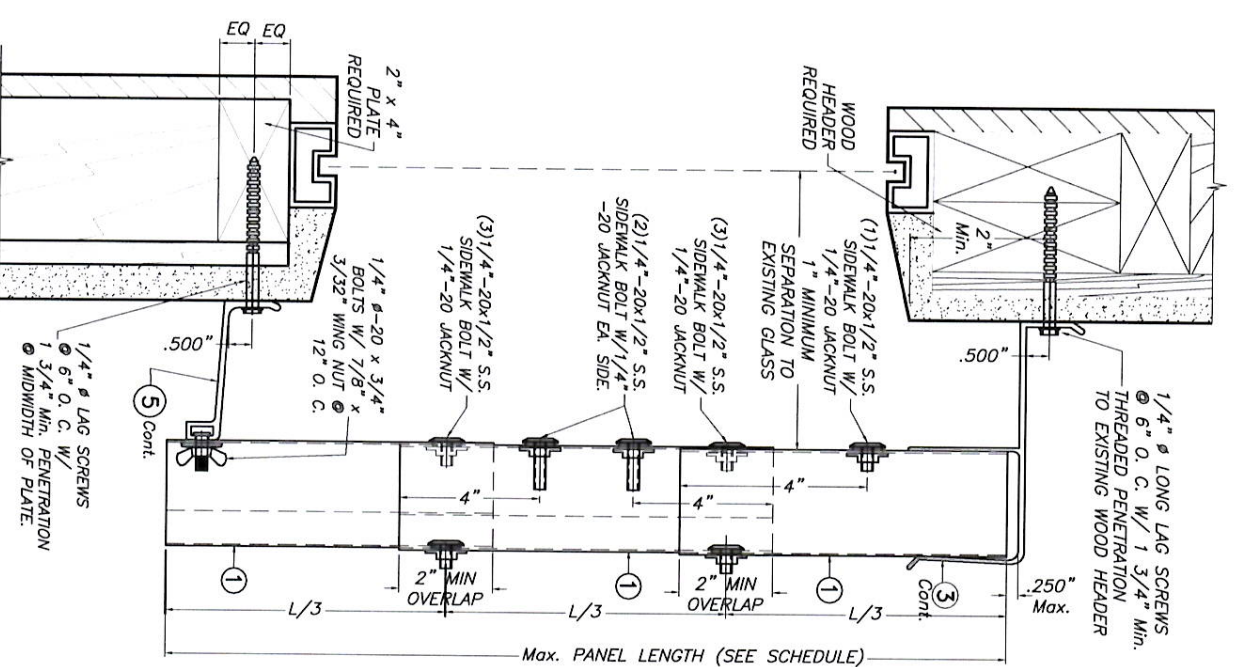 EQ
EQ
2" x 4"
PLATE
REQUIRED
WOOD
HEADER
REQUIRED
2"
Min.
1/4" ø LONG LAG SCREWS
@ 6" O. C. W/ 1 3/4" Min.
THREADED PENETRATION
TO EXISTING WOOD HEADER
.500"
(1)1/4"-20x1/2" S.S.
SIDEWALK BOLT W/
1/4"-20 JACKNUT
1" MINIMUM
SEPARATION TO
EXISTING GLASS
(3)1/4"-20x1/2" S.S.
SIDEWALK BOLT W/
1/4"-20 JACKNUT
(2)1/4"-20x1/2" S.S.
SIDEWALK BOLT W/1/4"
-20 JACKNUT EA. SIDE.
(3)1/4"-20x1/2" S.S.
SIDEWALK BOLT W/
1/4"-20 JACKNUT
1/4" ø-20 x 3/4"
BOLTS W/ 7/8" x
3/32" WING NUT @
12" O. C.
.500"
5 Cont.
1/4" ø LAG SCREWS
@ 6" O. C. W/
1 3/4" Min. PENETRATION
@ MIDWIDTH OF PLATE.
4"
4"
4"
1
1
1
3
Cont.
.250"
Max.
2" MIN
OVERLAP
2" MIN
OVERLAP
L/3
L/3
L/3
Max. PANEL LENGTH (SEE SCHEDULE)